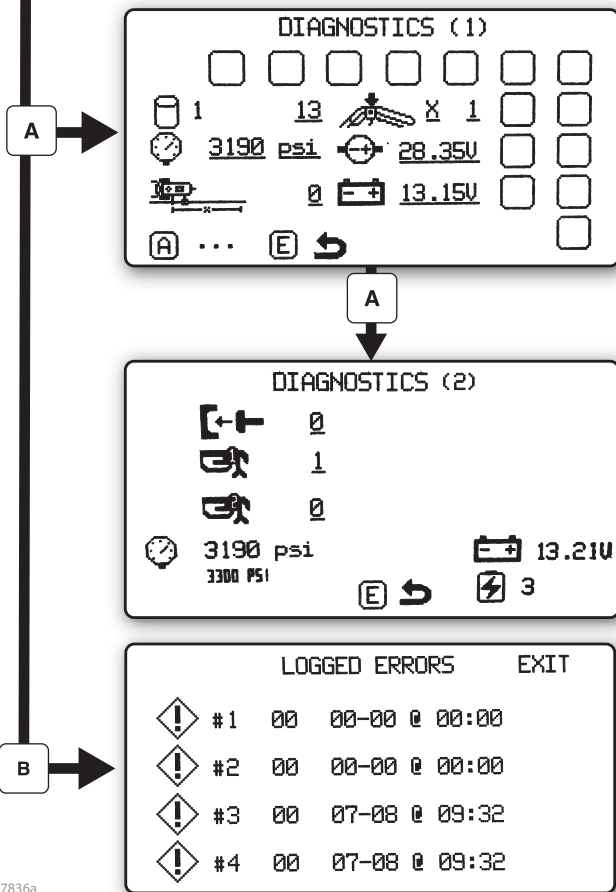 DIAGNOSTICS (1)
1 13 X 1
A
3190 psi 28.35V
0 13.15V
A ... E
A
DIAGNOSTICS (2)
0
1
0
3190 psi 13.21V
3300 PSI
E 3
LOGGED ERRORS EXIT
#1 00 00-00 @ 00:00
#2 00 00-00 @ 00:00
B
#3 00 07-08 @ 09:32
#4 00 07-08 @ 09:32
7836a